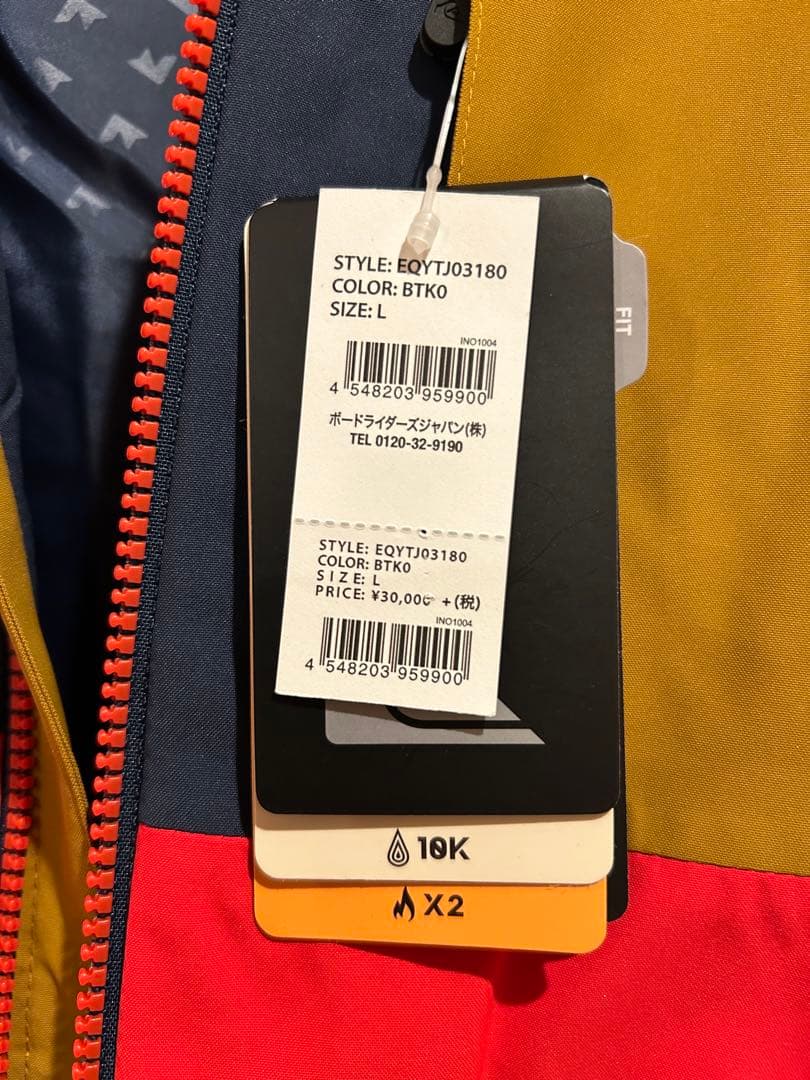 STYLE: EQYTJ03180
COLOR: BTK0
SIZE: L
INO1004
4 548203 959900
ボードライダーズジャパン(株)
TEL 0120-32-9190
STYLE: EQYTJ03180
COLOR: BTK0
SIZE: L
PRICE: ¥30,000 +(税)
INO1004
4 548203 959900
FIT
10K
X2